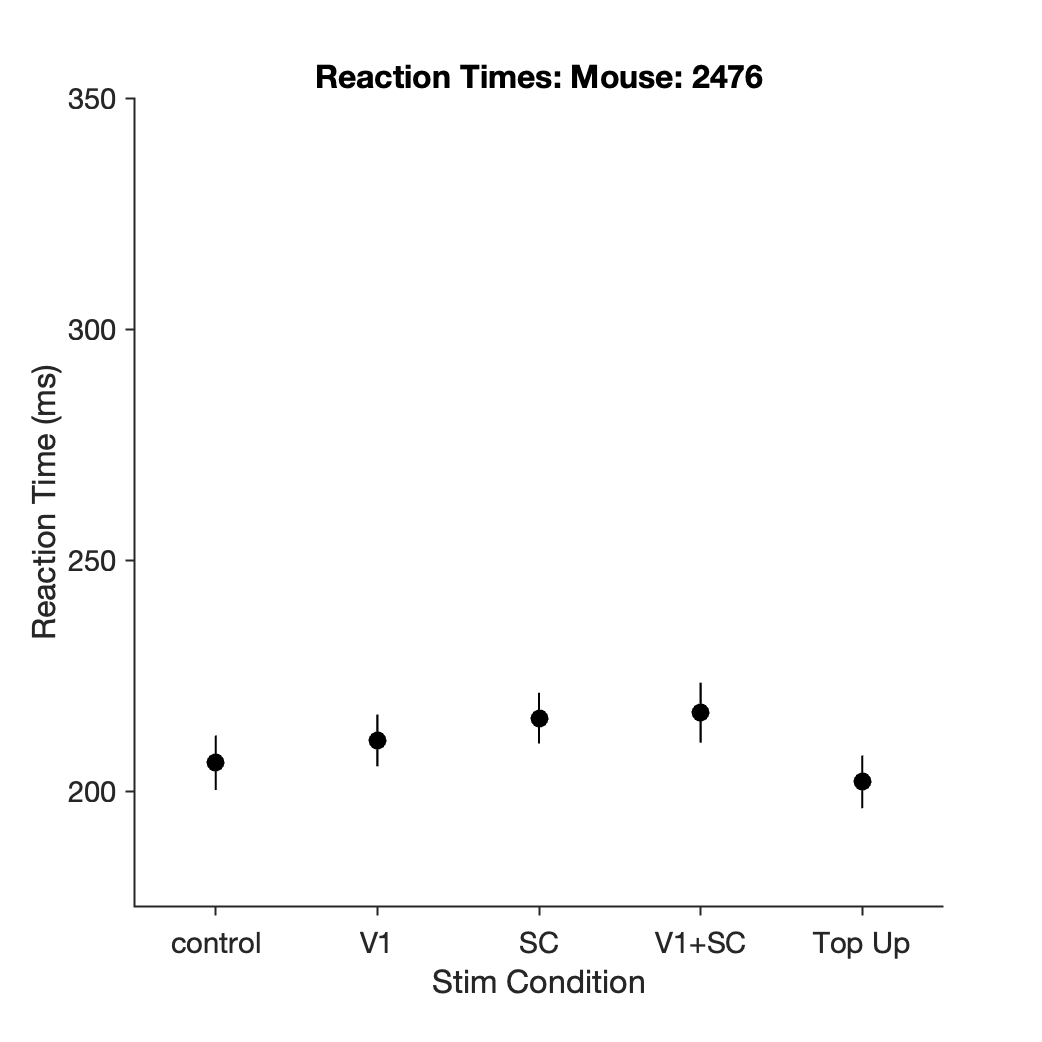 Reaction Times: Mouse: 2476
350
300
250
200
Reaction Time (ms)
control V1 SC V1+SC Top Up
Stim Condition